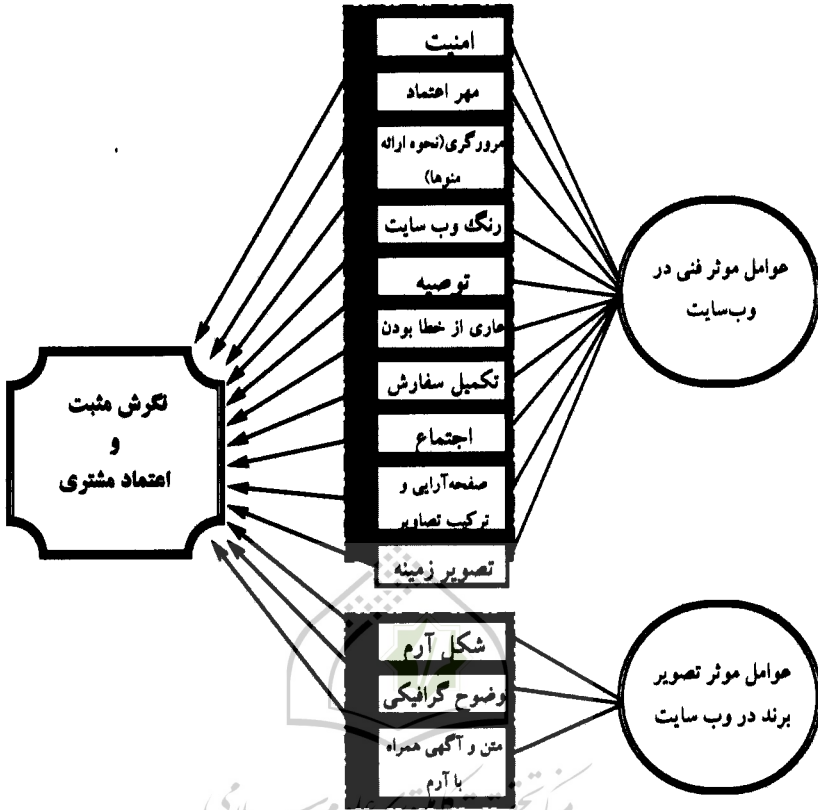 امنیت
مهر اعتماد
مرورگری(نحوه ارائه
منوها)
رنگ وب سایت
توصیه
عاری از خطا بودن
تکمیل سفارش
اجتماع
صفحه‌آرایی و
ترکیب تصاویر
تصویر زمینه
عوامل موثر فنی در
وب‌سایت
نگرش مثبت
و
اعتماد مشتری
شکل آرم
وضوح گرافیکی
متن و آگهی همراه
با آرم
عوامل موثر تصویر
برند در وب سایت